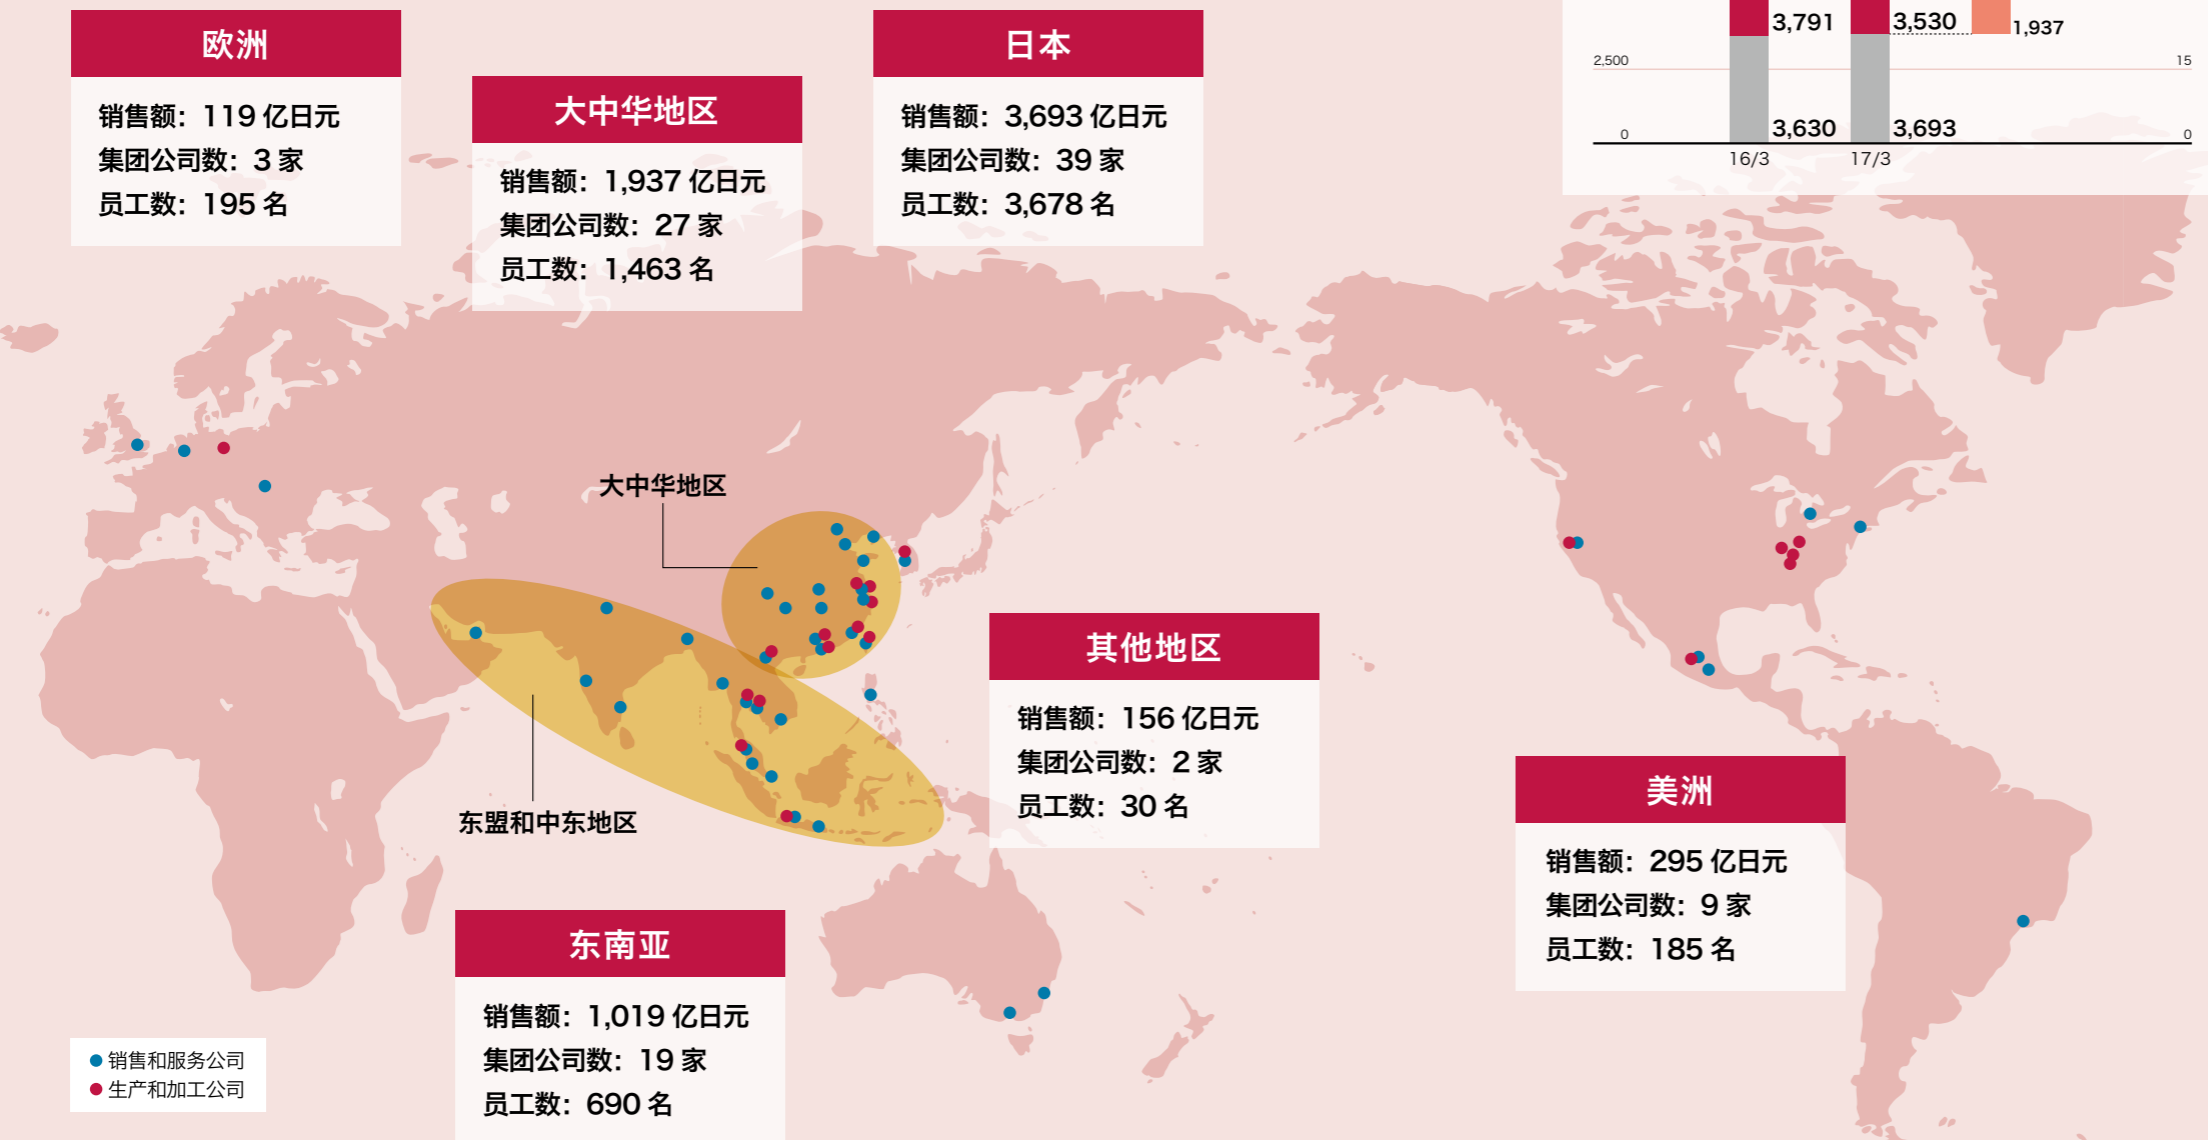 欧洲
销售额：119 亿日元
集团公司数：3 家
员工数：195 名
大中华地区
销售额：1,937 亿日元
集团公司数：27 家
员工数：1,463 名
日本
销售额：3,693 亿日元
集团公司数：39 家
员工数：3,678 名
3,791
3,530
1,937
2,500
15
3,630
3,693
0
0
16/3
17/3
大中华地区
东盟和中东地区
其他地区
销售额：156 亿日元
集团公司数：2 家
员工数：30 名
美洲
销售额：295 亿日元
集团公司数：9 家
员工数：185 名
东南亚
销售额：1,019 亿日元
集团公司数：19 家
员工数：690 名
销售和服务公司
生产和加工公司